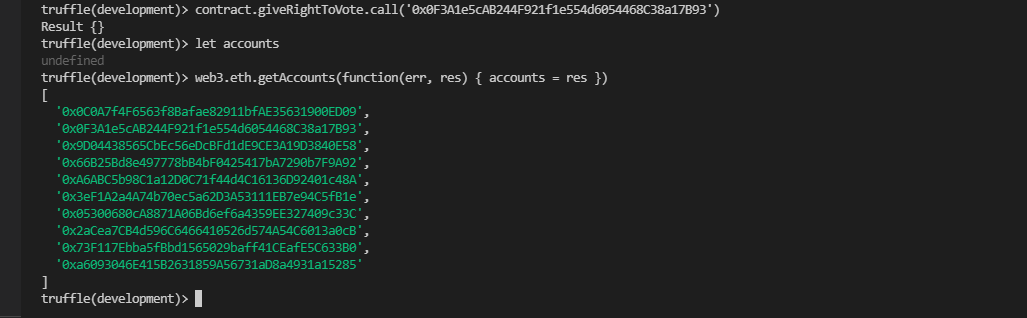 truffle(development)> contract.giveRightToVote.call('0x0F3A1e5cAB244F921f1e554d6054468C38a17B93')
Result {}
truffle(development)> let accounts
undefined
truffle(development)> web3.eth.getAccounts(function(err, res) { accounts = res })
[
  '0x0C0A7f4F6563f8Bafae82911bfAE35631900ED09',
  '0x0F3A1e5cAB244F921f1e554d6054468C38a17B93',
  '0x9D04438565CbEc56eDcBFd1dE9CE3A19D3840E58',
  '0x66B25Bd8e497778bB4bF0425417bA7290b7F9A92',
  '0xA6ABC5b98C1a12D0C71f44d4C16136D92401c48A',
  '0x3eF1A2a4A74b70ec5a62D3A53111EB7e94C5fB1e',
  '0x05300680cA8871A06Bd6ef6a4359EE327409c33C',
  '0x2aCea7CB4d596C6466410526d574A54C6013a0cB',
  '0x73F117Ebba5fBbd1565029baff41CEafE5C633B0',
  '0xa6093046E415B2631859A56731aD8a4931a15285'
]
truffle(development)>